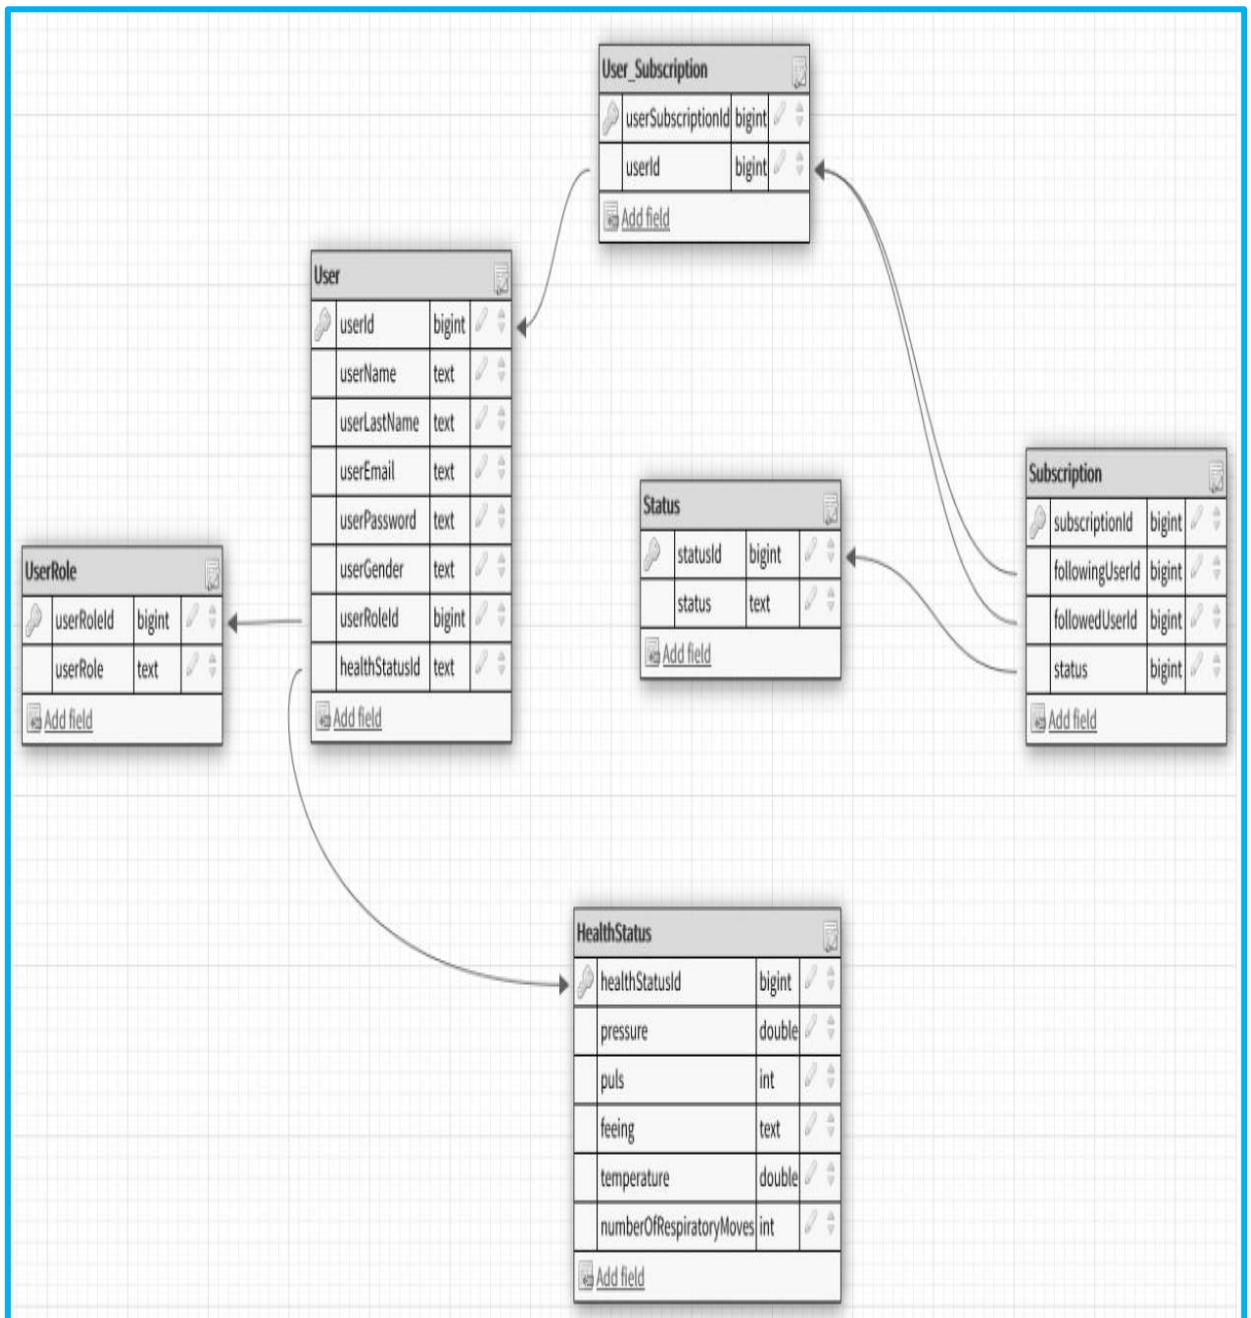 User_Subscription
userSubscriptionId bigint
userId bigint
Add field
User
userId bigint
userName text
userLastName text
userEmail text
userPassword text
userGender text
userRoleId bigint
healthStatusId text
Add field
UserRole
userRoleId bigint
userRole text
Add field
Status
statusId bigint
status text
Add field
Subscription
subscriptionId bigint
followingUserId bigint
followedUserId bigint
status bigint
Add field
HealthStatus
healthStatusId bigint
pressure double
puls int
feeing text
temperature double
numberOfRespiratoryMoves int
Add field